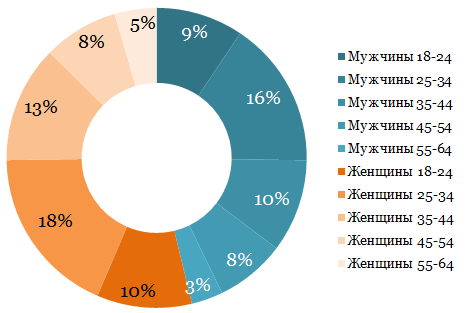 5%
9%
8%
16%
13%
10%
18%
8%
3%
10%
Мужчины 18-24
Мужчины 25-34
Мужчины 35-44
Мужчины 45-54
Мужчины 55-64
Женщины 18-24
Женщины 25-34
Женщины 35-44
Женщины 45-54
Женщины 55-64